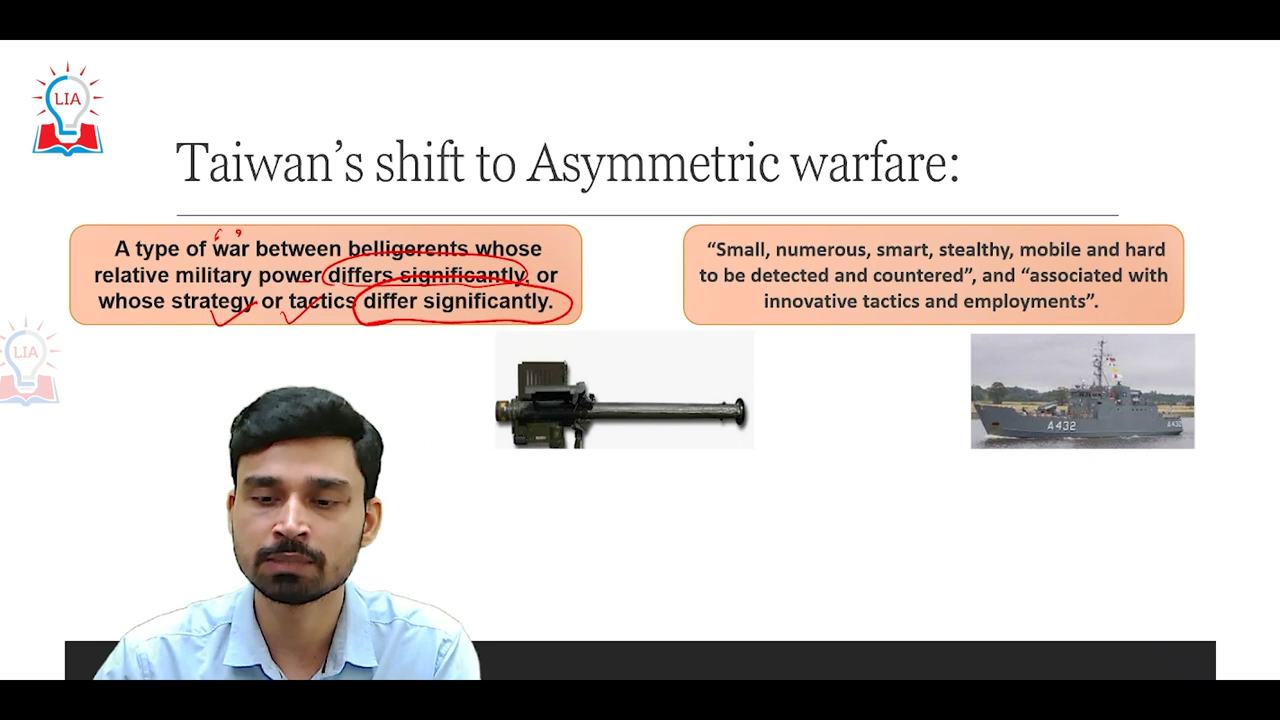 LIA
Taiwan’s shift to Asymmetric warfare:
A type of war between belligerents whose
relative military power differs significantly, or
whose strategy or tactics differ significantly.
“Small, numerous, smart, stealthy, mobile and hard
to be detected and countered”, and “associated with
innovative tactics and employments”.
LIA
A432
A432